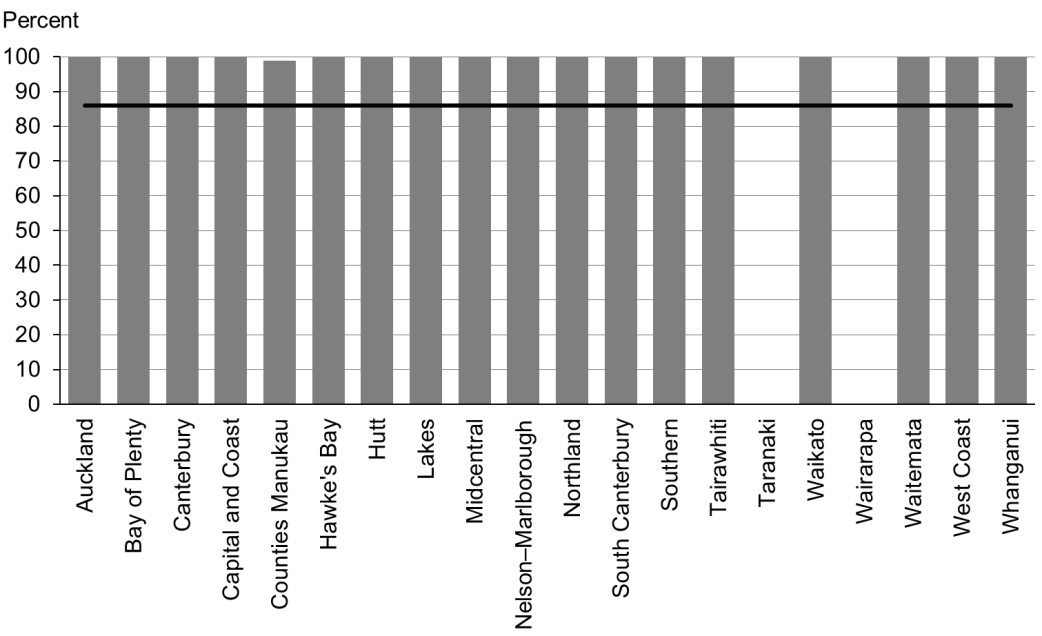 Percent
100
90
80
70
60
50
40
30
20
10
0
Auckland
Bay of Plenty
Canterbury
Capital and Coast
Counties Manukau
Hawke's Bay
Hutt
Lakes
Midcentral
Nelson–Marlborough
Northland
South Canterbury
Southern
Tairawhiti
Taranaki
Waikato
Wairarapa
Waitemata
West Coast
Whanganui